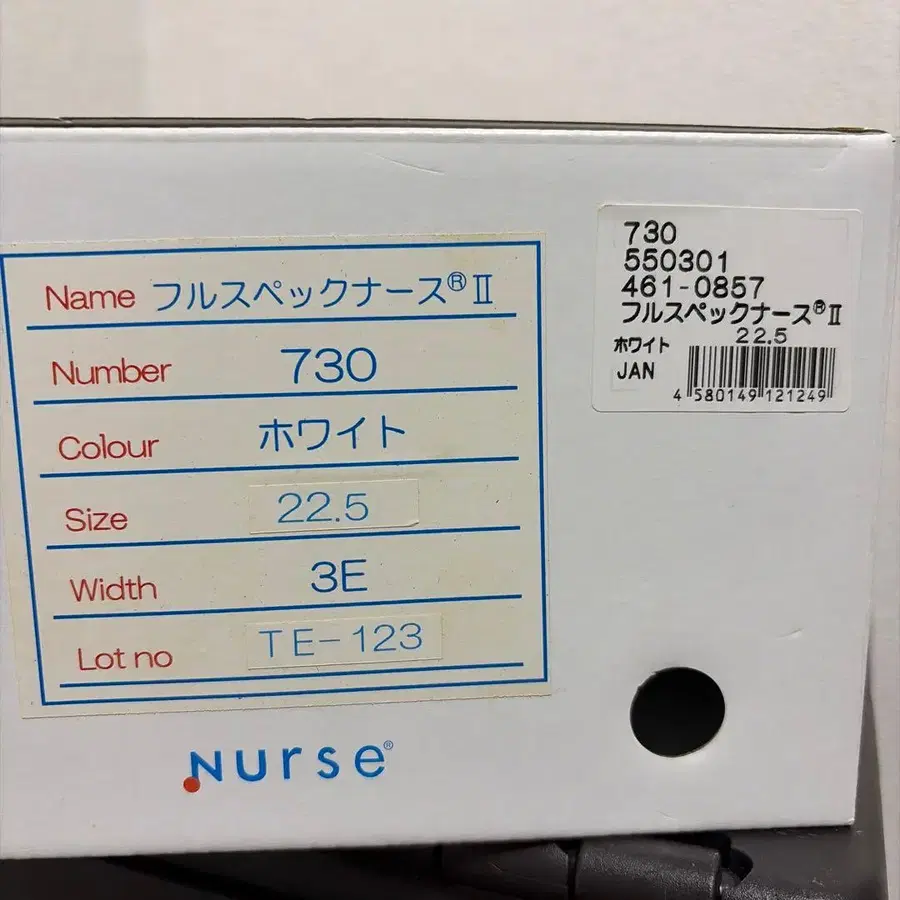 Name フルスペックナース®Ⅱ
Number 730
Colour ホワイト
Size 22.5
Width 3E
Lot no TE-123
Nurse®
730
550301
461-0857
フルスペックナース®Ⅱ
ホワイト 22.5
JAN
4 580149 121249